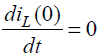 di_L(0)/dt = 0